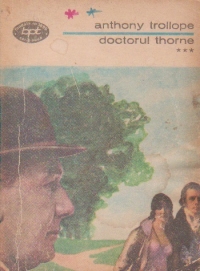 anthony trollope
doctorul thorne
***